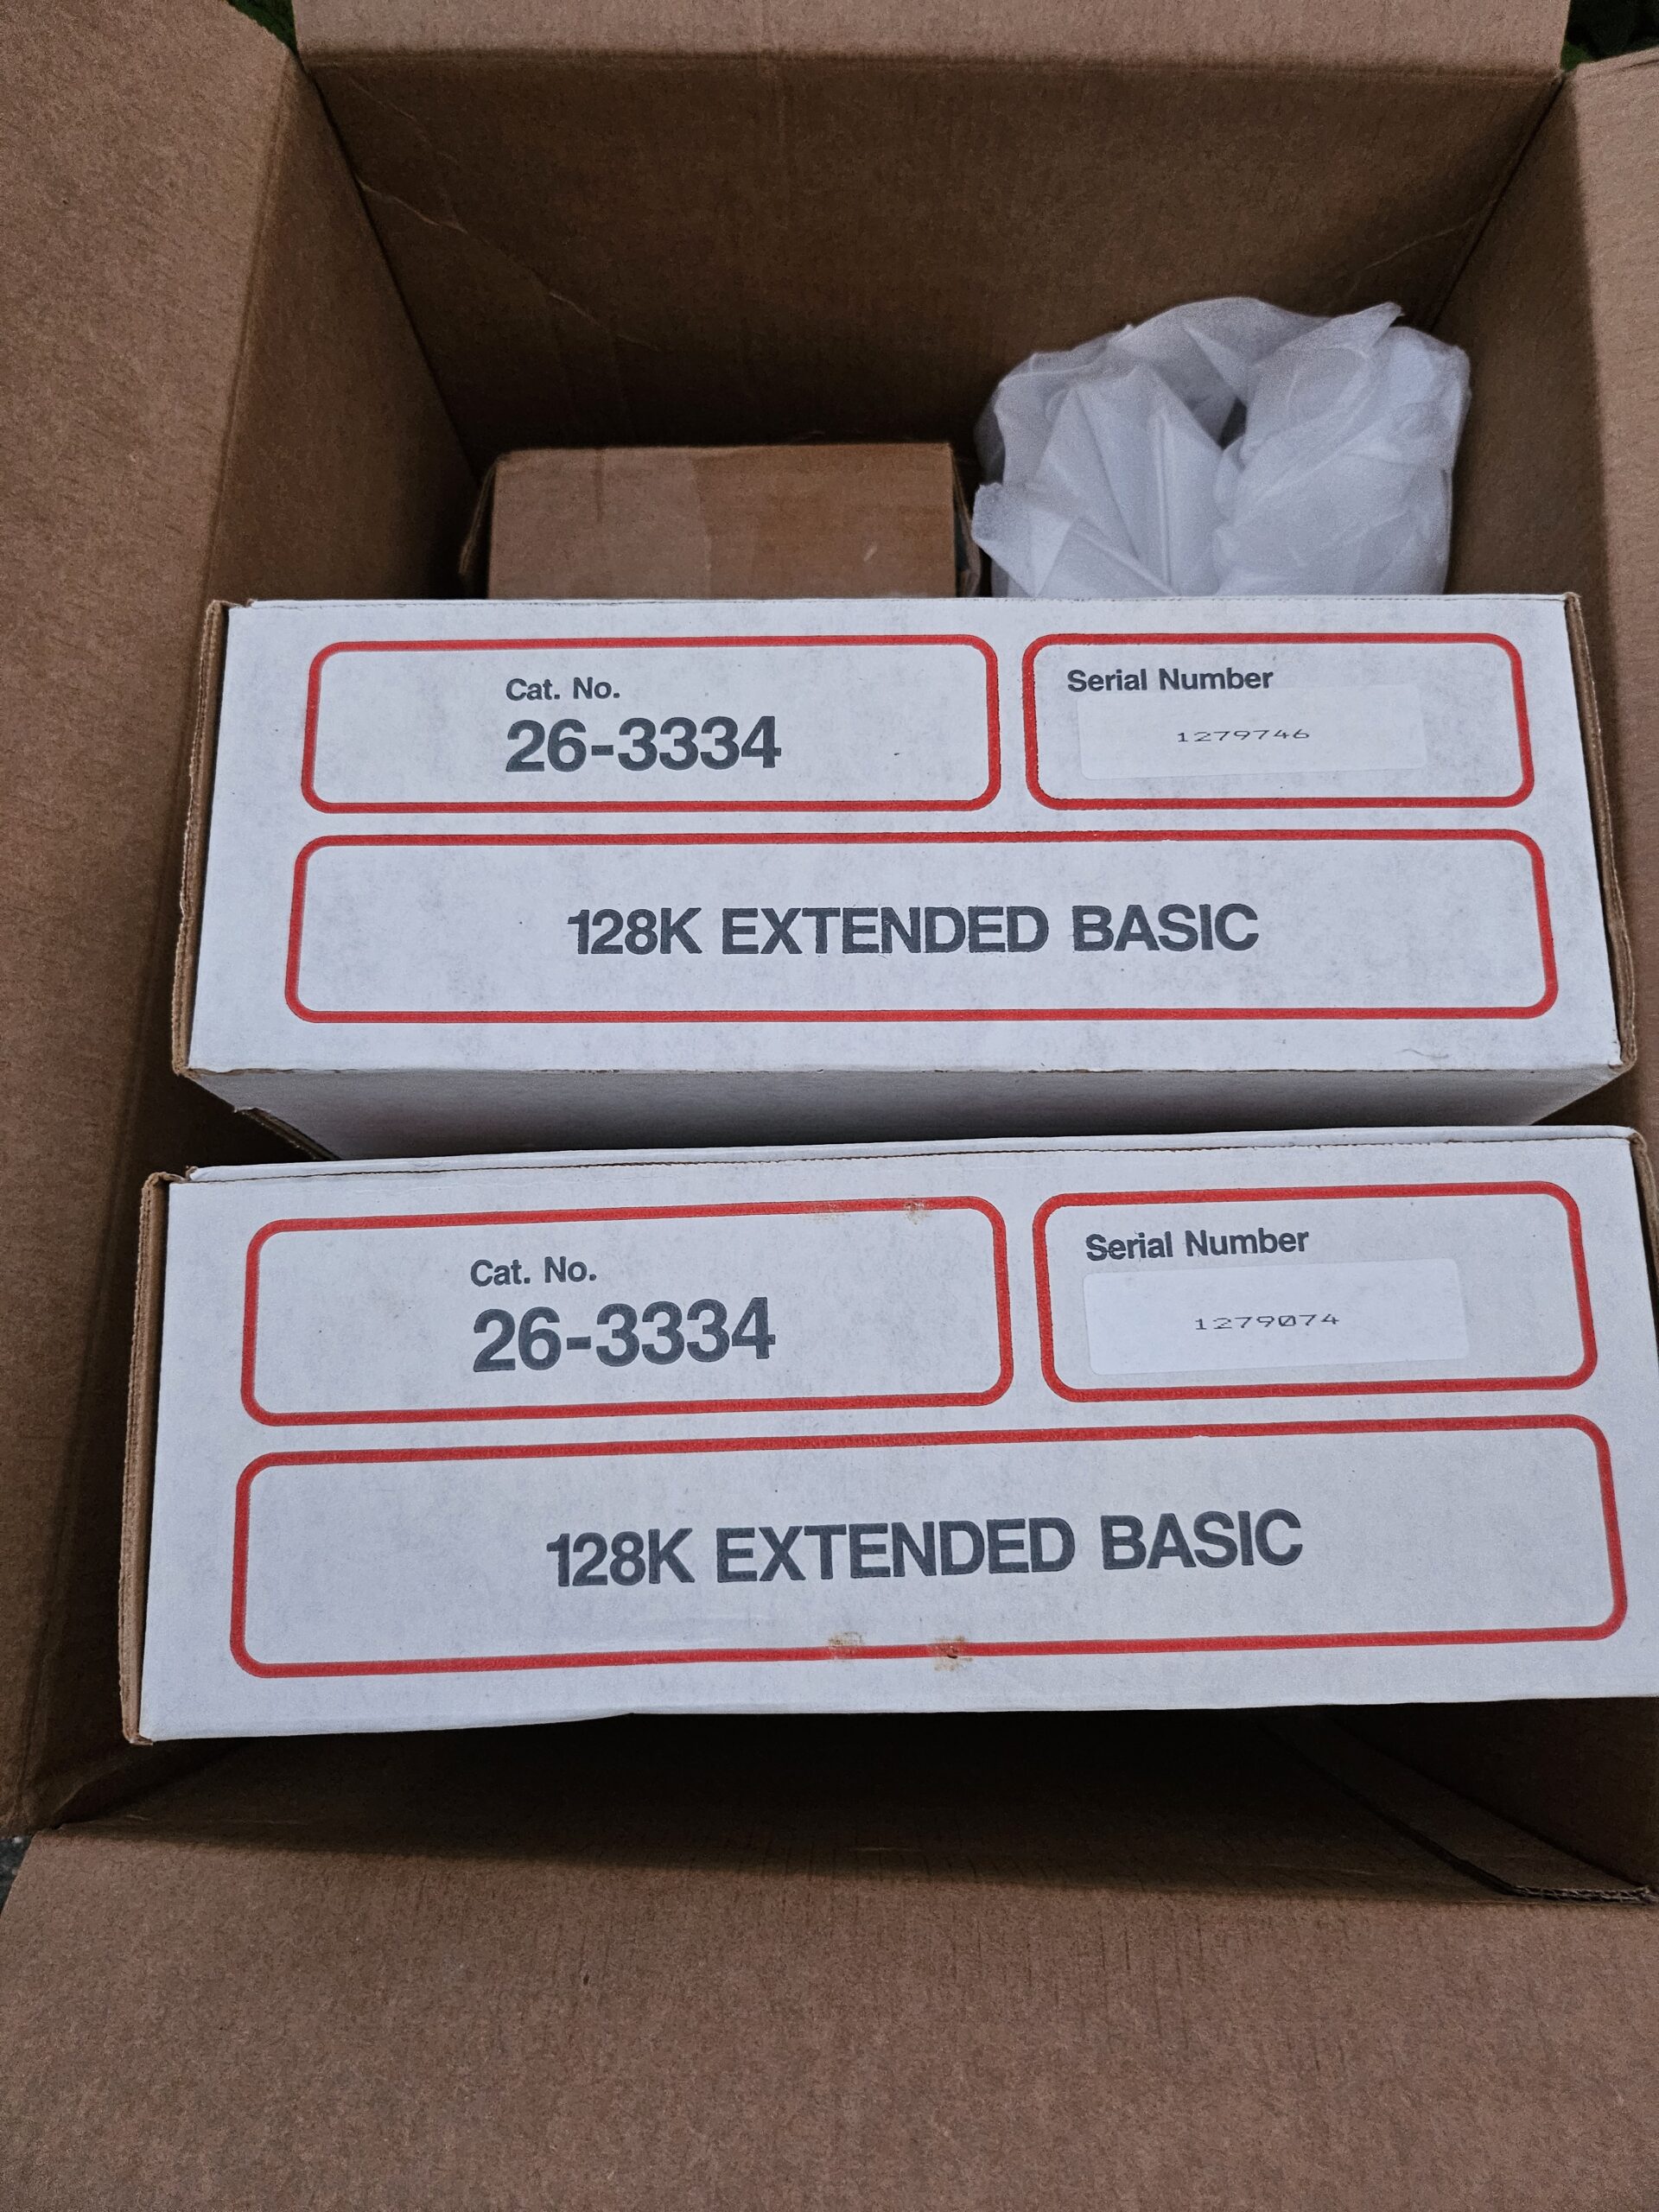 Cat. No.
26-3334
Serial Number
1279746
128K EXTENDED BASIC
Cat. No.
26-3334
Serial Number
1279074
128K EXTENDED BASIC